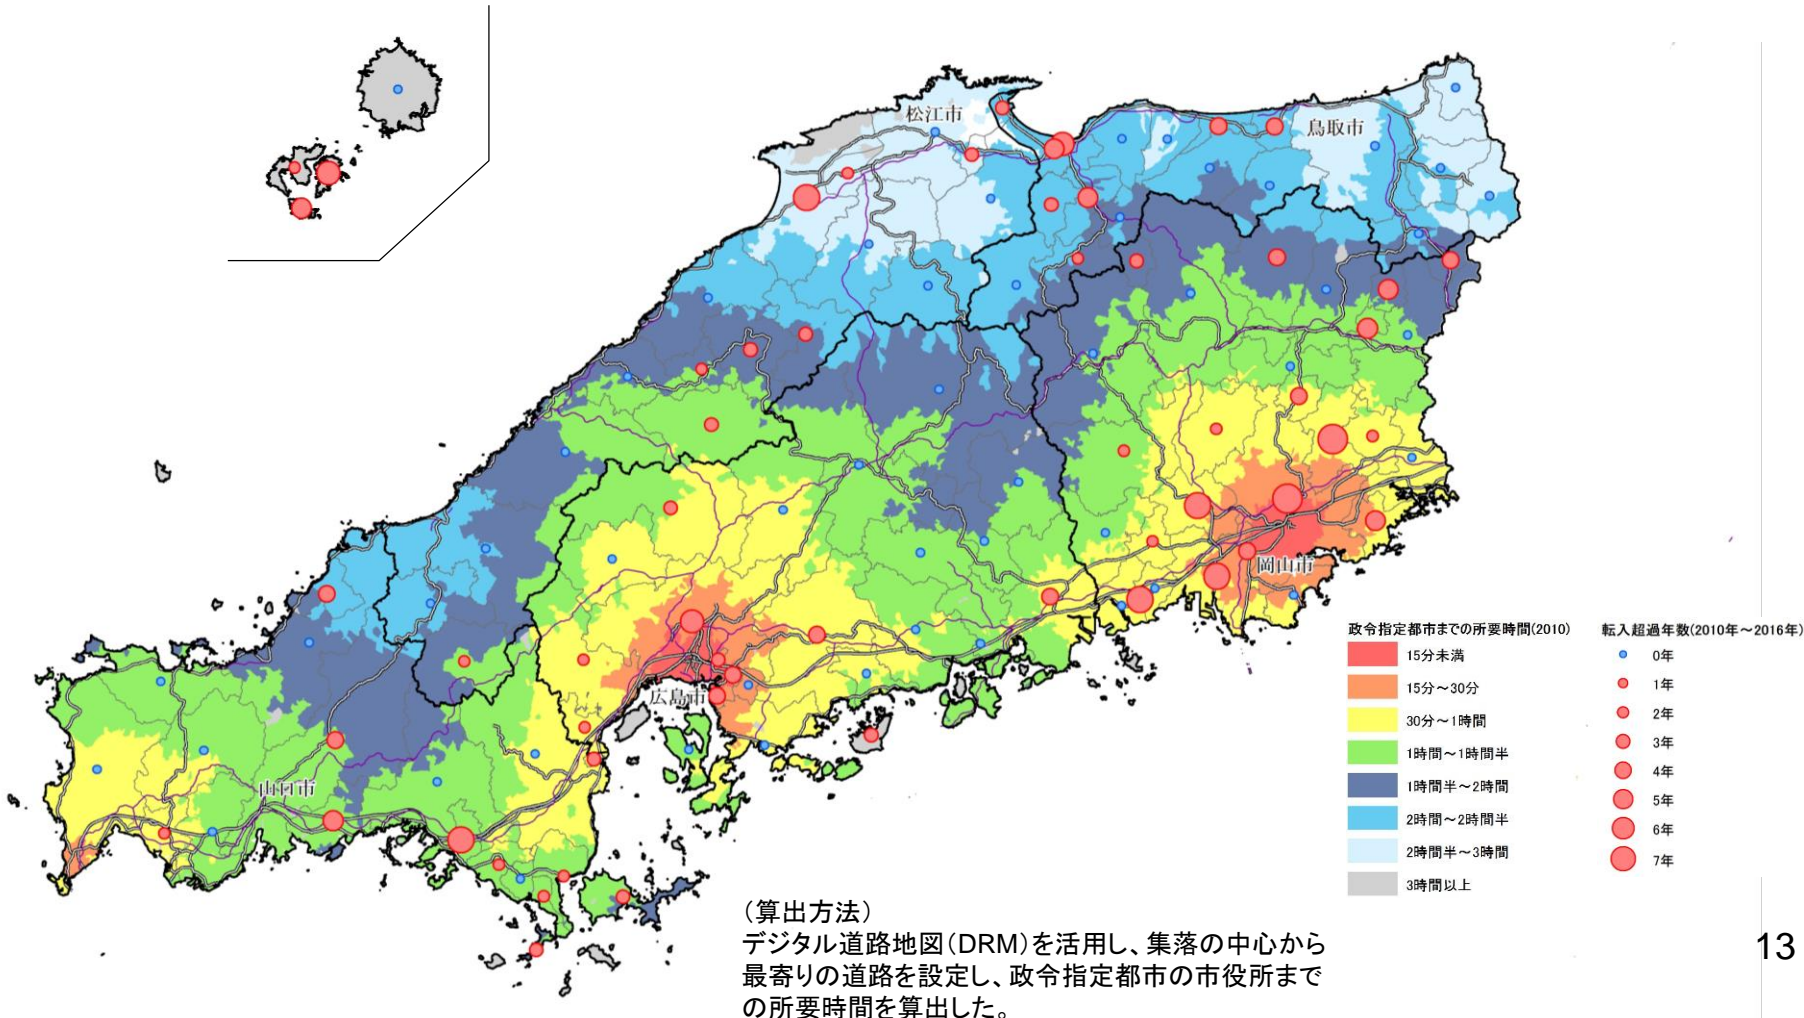 松江市
鳥取市
岡山市
広島市
山口市
政令指定都市までの所要時間(2010)
15分未満
15分～30分
30分～1時間
1時間～1時間半
1時間半～2時間
2時間～2時間半
2時間半～3時間
3時間以上
転入超過年数(2010年～2016年)
0年
1年
2年
3年
4年
5年
6年
7年
（算出方法）
デジタル道路地図（DRM）を活用し、集落の中心から
最寄りの道路を設定し、政令指定都市の市役所まで
の所要時間を算出した。
13